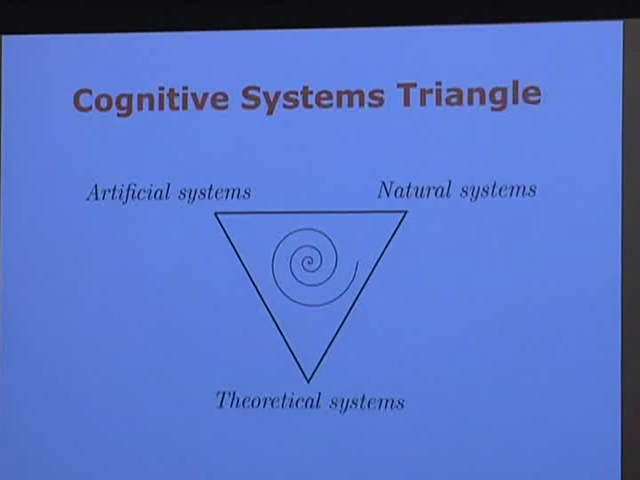 Cognitive Systems Triangle
Artificial systems
Natural systems
Theoretical systems